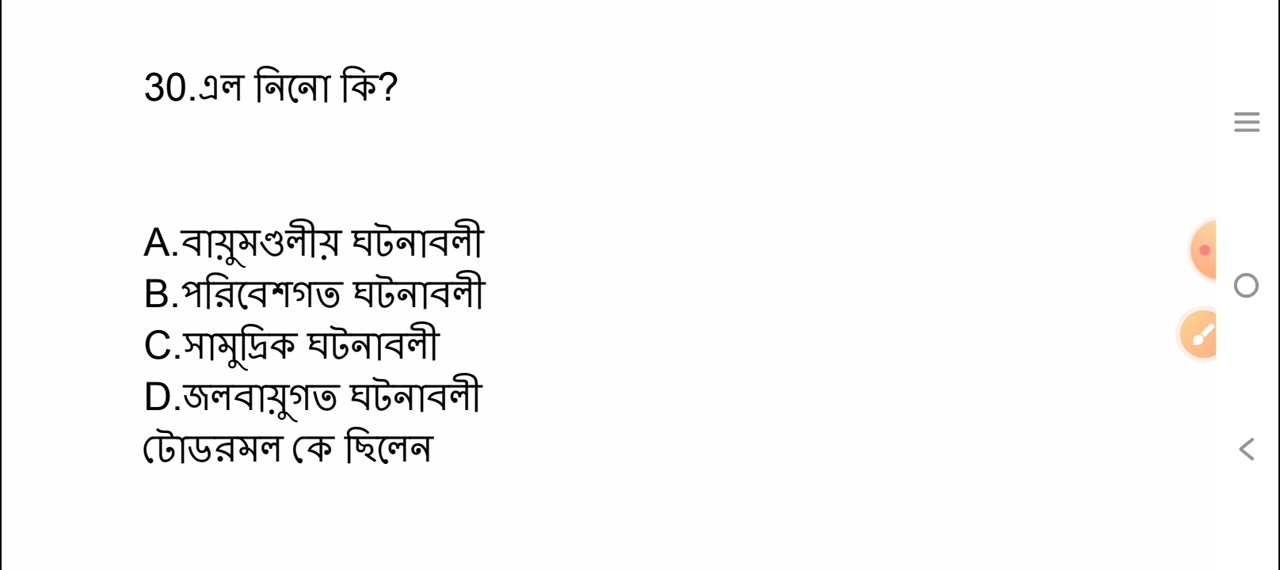 30.এল নিনো কি?
A.বায়ুমণ্ডলীয় ঘটনাবলী
B.পরিবেশগত ঘটনাবলী
C.সামুদ্রিক ঘটনাবলী
D.জলবায়ুগত ঘটনাবলী
টোডরমল কে ছিলেন